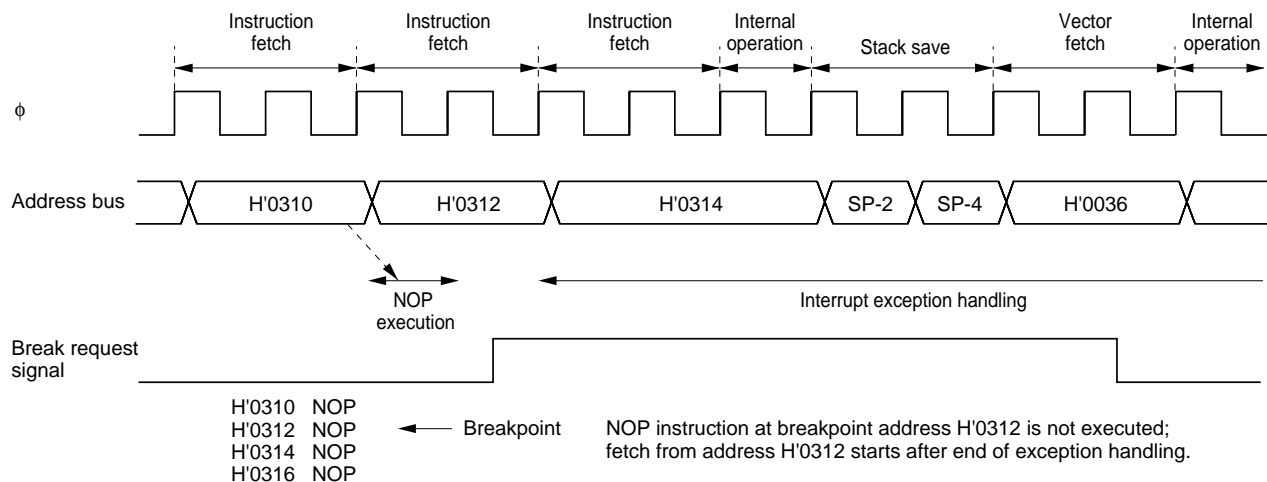 Instruction fetch
Instruction fetch
Instruction fetch
Internal operation
Stack save
Vector fetch
Internal operation
ϕ
Address bus
H'0310
H'0312
H'0314
SP-2
SP-4
H'0036
NOP execution
Interrupt exception handling
Break request signal
H'0310 NOP
H'0312 NOP
H'0314 NOP
H'0316 NOP
Breakpoint
NOP instruction at breakpoint address H'0312 is not executed;
fetch from address H'0312 starts after end of exception handling.